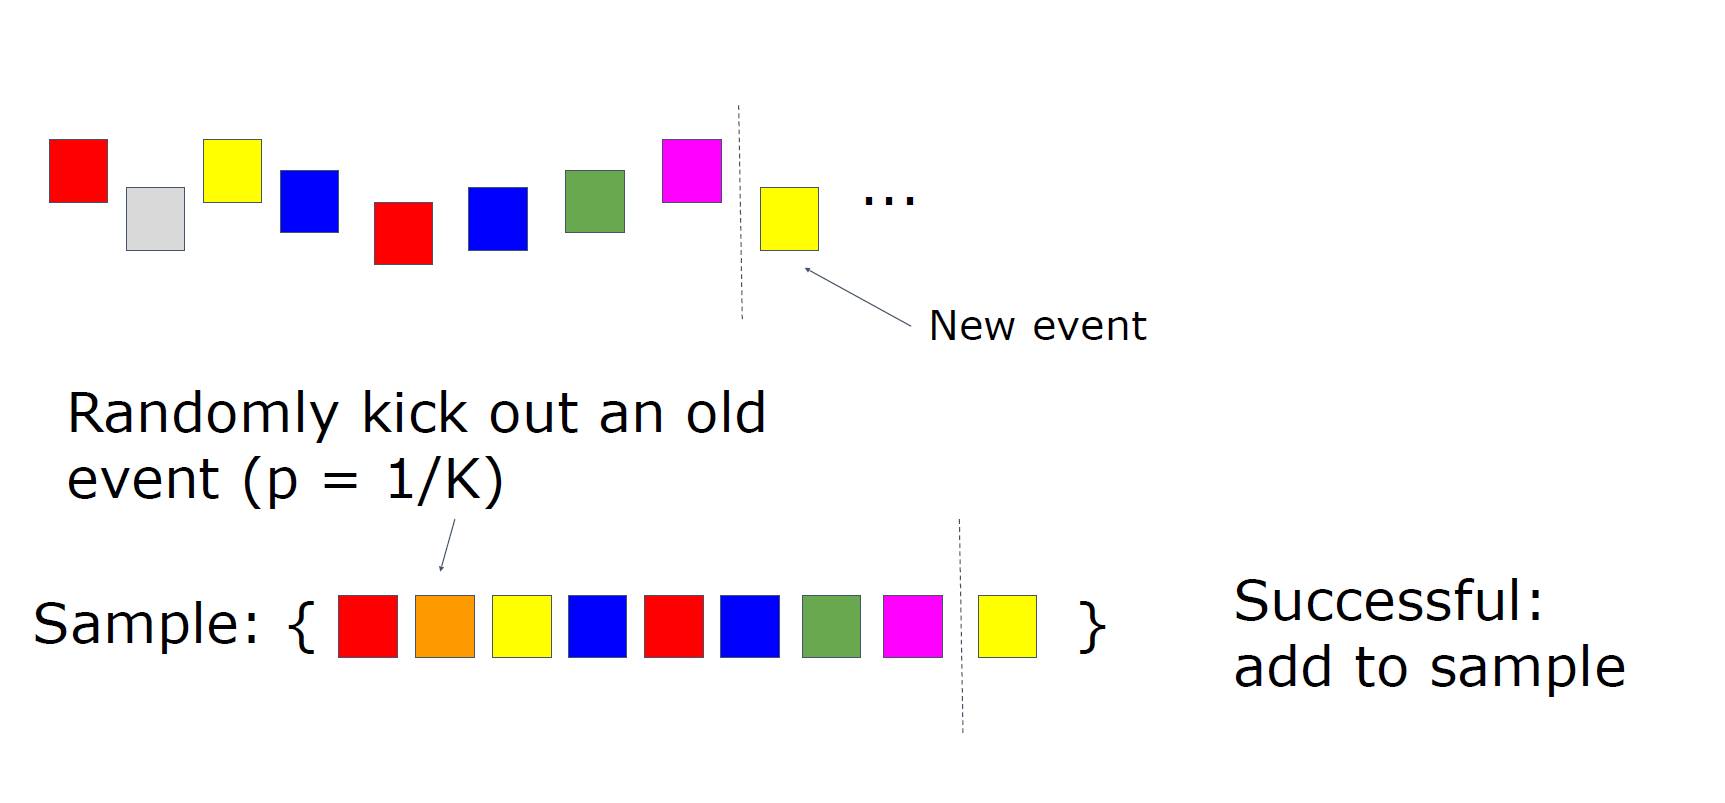 ...
New event
Randomly kick out an old
event (p = 1/K)
Sample: { }
Successful:
add to sample